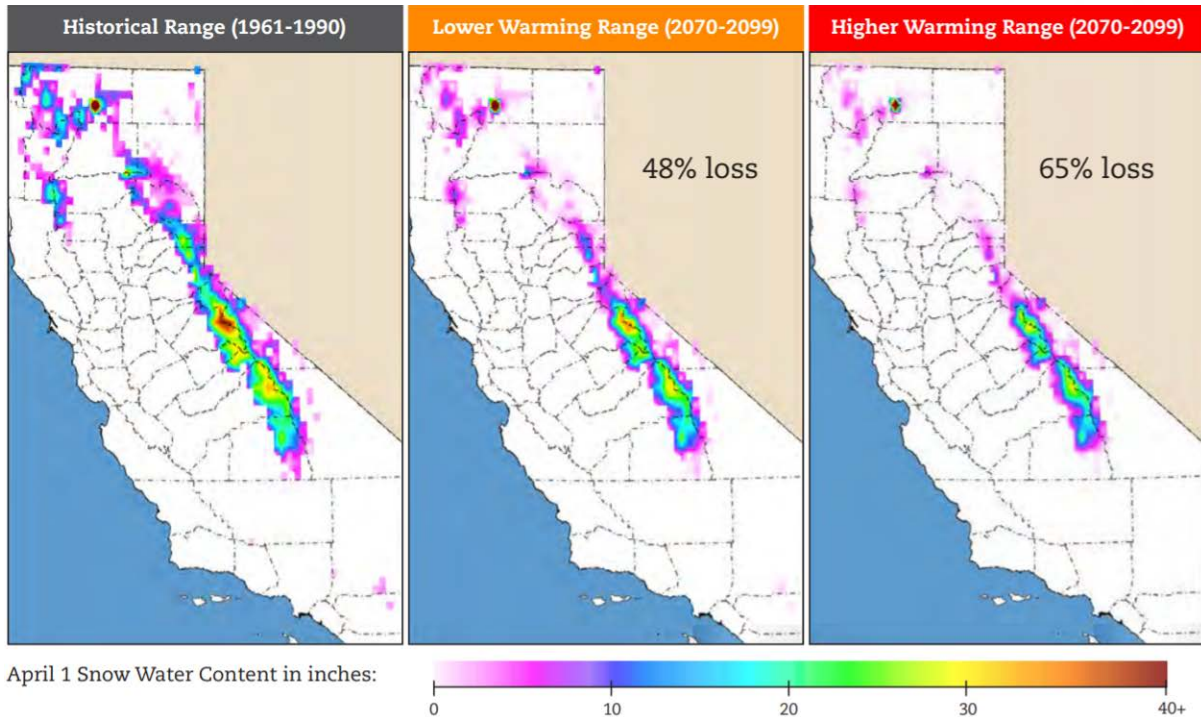 Historical Range (1961-1990)
Lower Warming Range (2070-2099)
Higher Warming Range (2070-2099)
48% loss
65% loss
April 1 Snow Water Content in inches:
0 10 20 30 40+